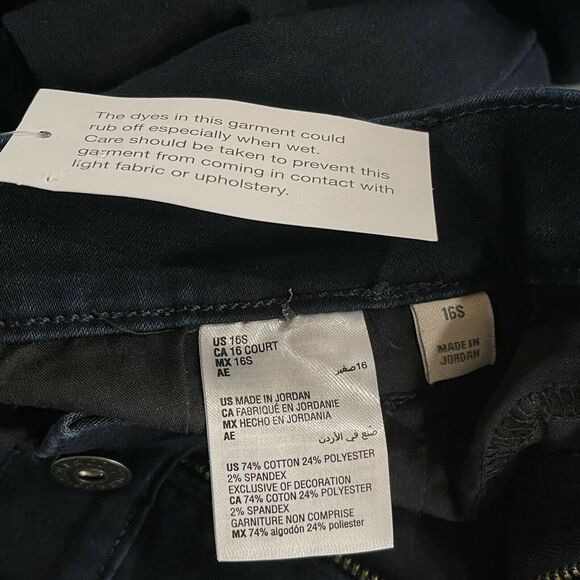 The dyes in this garment could
rub off especially when wet.
Care should be taken to prevent this
garment from coming in contact with
light fabric or upholstery.
16S
MADE IN
JORDAN
US 16S
CA 16 COURT
MX 16S
AE 16صغير
US MADE IN JORDAN
CA FABRIQUÉ EN JORDANIE
MX HECHO EN JORDANIA
AE صنع في الأردن
US 74% COTTON 24% POLYESTER
2% SPANDEX
EXCLUSIVE OF DECORATION
CA 74% COTON 24% POLYESTER
2% SPANDEX
GARNITURE NON COMPRISE
MX 74% algodón 24% poliester